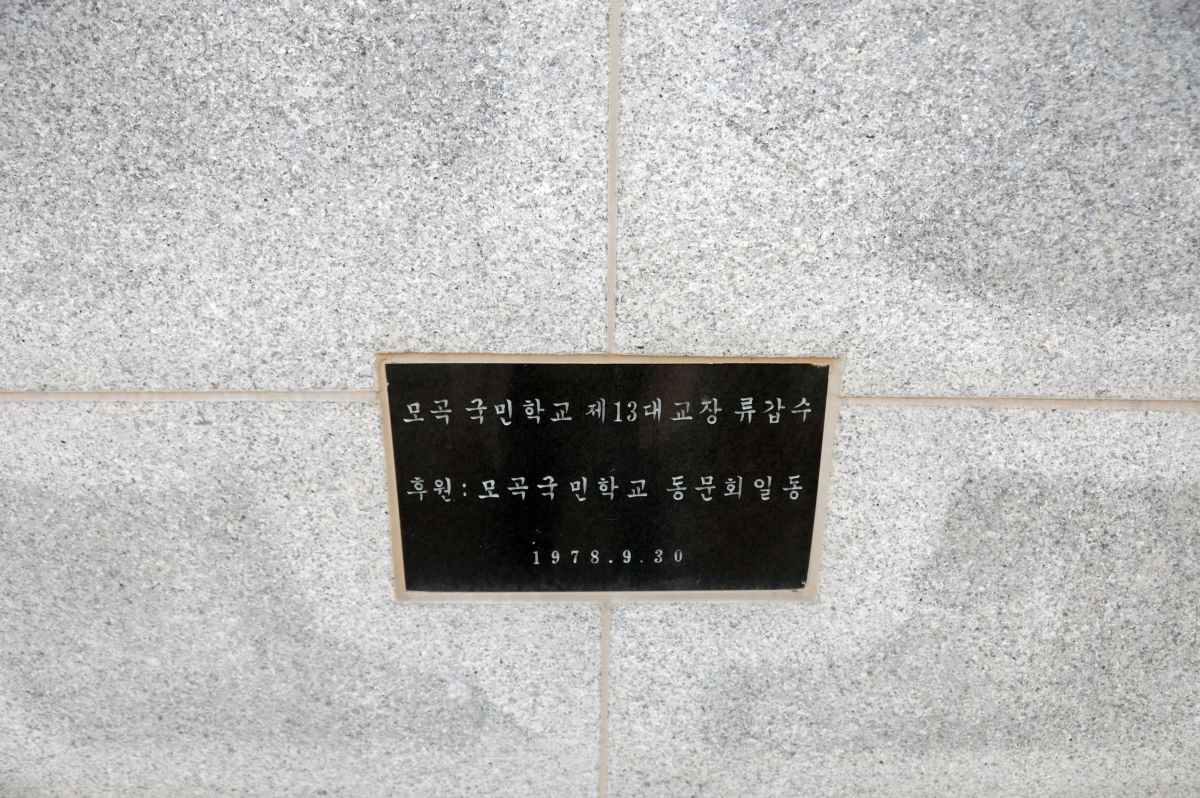 모곡 국민학교 제13대교장 류갑수
후원: 모곡국민학교 동문회일동
1978.9.30